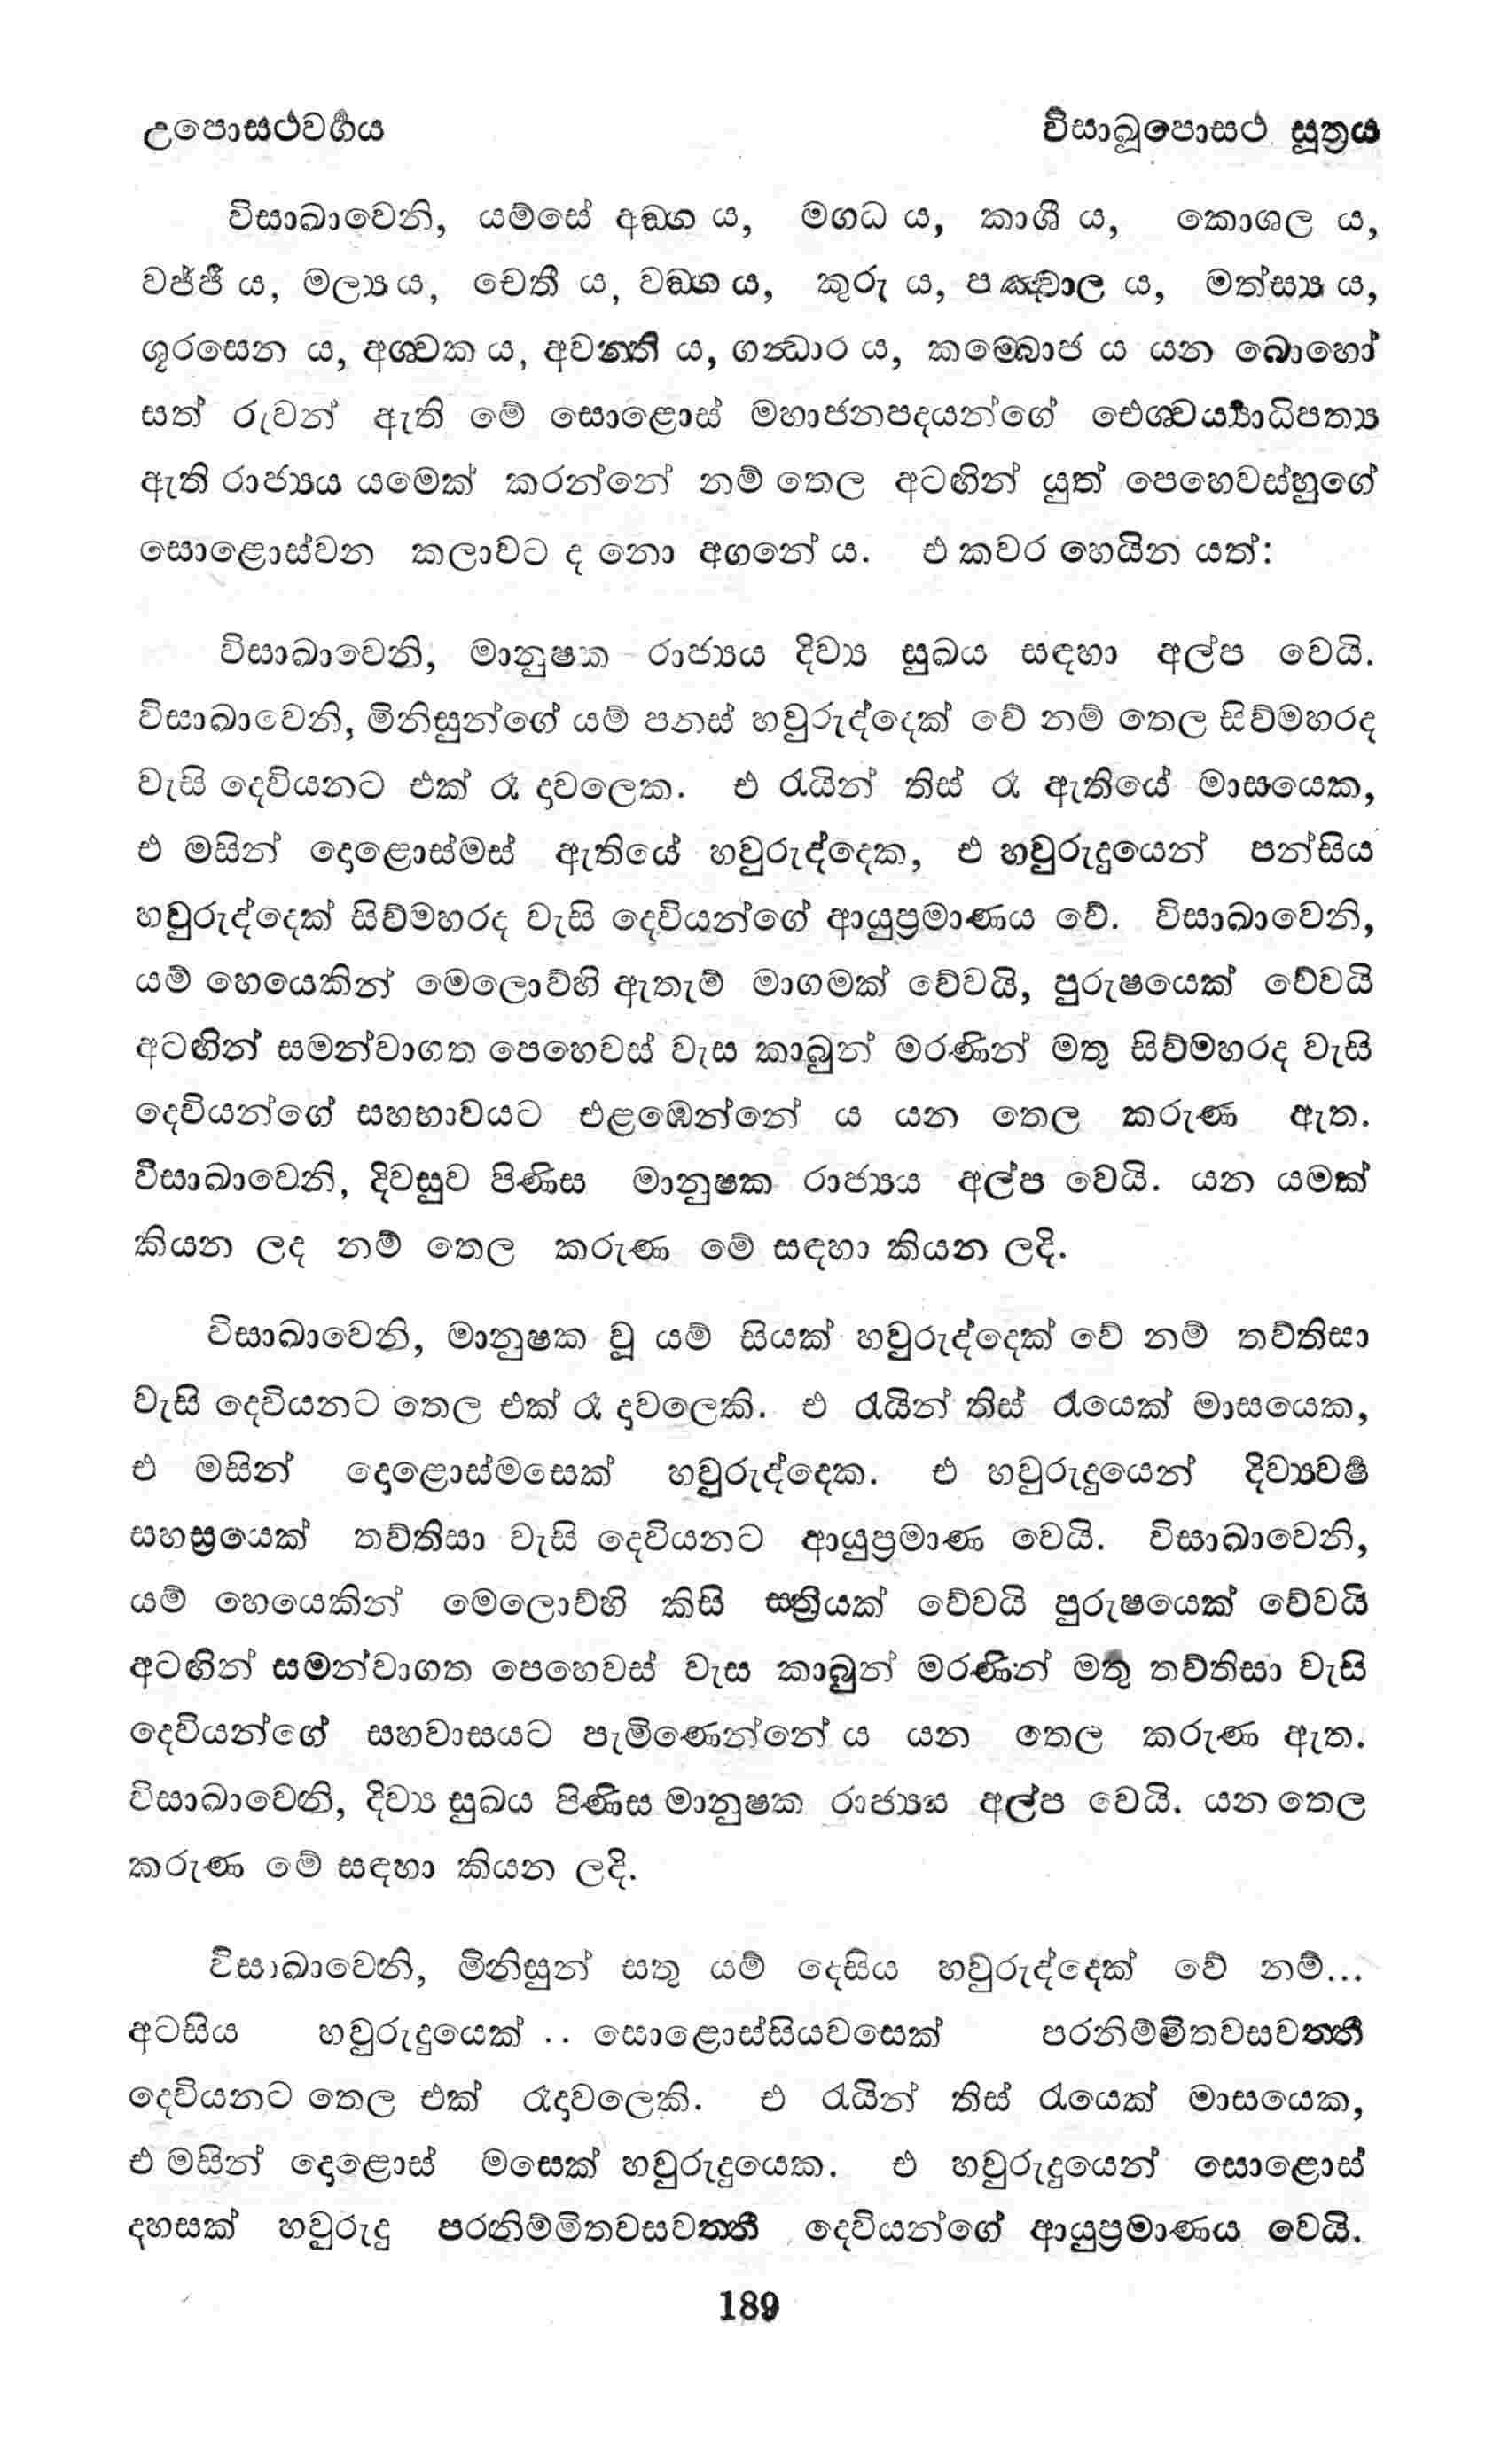 උපොසථවර්‍ගය විසාඛූපොසථ සූත්‍රය
විසාඛාවෙනි, යම්සේ අඞ්ග ය, මගධ ය, කාශී ය, කොශල ය,
වජ්ජී ය, මල්‍යය, චෙතී ය, වඞ්ග ය, කුරු ය, පඤ්චාල ය, මත්ස්‍ය ය,
ශූරසෙන ය, අශ්වක ය, අවන්ති ය, ගන්ධාර ය, කම්බොජ ය යන බොහෝ
සත් රුවන් ඇති මේ සොළොස් මහාජනපදයන්ගේ ඓශ්වර්‍ය්‍යාධිපත්‍ය
ඇති රාජ්‍යය යමෙක් කරන්නේ නම් තෙල අටඟින් යුත් පෙහෙවස්හුගේ
සොළොස්වන කලාවට ද නො අගනේ ය. එ කවර හෙයින යත්:
විසාඛාවෙනි, මානුෂක රාජ්‍යය දිව්‍ය සුඛය සඳහා අල්ප වෙයි.
විසාඛාවෙනි, මිනිසුන්ගේ යම් පනස් හවුරුද්දෙක් වේ නම් තෙල සිව්මහරද
වැසි දෙවියනට එක් රෑ දාවලෙක. එ රැයින් තිස් රෑ ඇතියේ මාසයෙක,
එ මසින් දොළොස්මස් ඇතියේ හවුරුද්දෙක, එ හවුරුදුයෙන් පන්සිය
හවුරුද්දෙක් සිව්මහරද වැසි දෙවියන්ගේ ආයුප්‍රමාණය වේ. විසාඛාවෙනි,
යම් හෙයෙකින් මෙලොව්හි ඇතැම් මාගමක් වේවයි, පුරුෂයෙක් වේවයි
අටඟින් සමන්වාගත පෙහෙවස් වැස කාබුන් මරණින් මතු සිව්මහරද වැසි
දෙවියන්ගේ සහභාවයට එළඹෙන්නේ ය යන තෙල කරුණ ඇත.
විසාඛාවෙනි, දිවසුව පිණිස මානුෂක රාජ්‍යය අල්ප වෙයි. යන යමක්
කියන ලද නම් තෙල කරුණ මේ සඳහා කියන ලදි.
විසාඛාවෙනි, මානුෂක වූ යම් සියක් හවුරුද්දෙක් වේ නම් තව්තිසා
වැසි දෙවියනට තෙල එක් රෑ දාවලෙකි. එ රැයින් තිස් රැයෙක් මාසයෙක,
එ මසින් දොළොස්මසෙක් හවුරුද්දෙක. එ හවුරුදුයෙන් දිව්‍යවර්‍ෂ
සහස්‍රයෙක් තව්තිසා වැසි දෙවියනට ආයුප්‍රමාණ වෙයි. විසාඛාවෙනි,
යම් හෙයෙකින් මෙලොව්හි කිසි ස්ත්‍රියක් වේවයි පුරුෂයෙක් වේවයි
අටඟින් සමන්වාගත පෙහෙවස් වැස කාබුන් මරණින් මතු තව්තිසා වැසි
දෙවියන්ගේ සහවාසයට පැමිණෙන්නේ ය යන තෙල කරුණ ඇත.
විසාඛාවෙනි, දිව්‍ය සුඛය පිණිස මානුෂක රාජ්‍යය අල්ප වෙයි. යන තෙල
කරුණ මේ සඳහා කියන ලදි.
විසාඛාවෙනි, මිනිසුන් සතු යම් දෙසිය හවුරුද්දෙක් වේ නම්...
අටසිය හවුරුදුයෙක් .. සොළොස්සියවසෙක් පරනිම්මිතවසවත්ති
දෙවියනට තෙල එක් රෑදාවලෙකි. එ රැයින් තිස් රැයෙක් මාසයෙක,
එ මසින් දොළොස් මසෙක් හවුරුදුයෙක. එ හවුරුදුයෙන් සොළොස්
දහසක් හවුරුදු පරනිම්මිතවසවත්තී දෙවියන්ගේ ආයුප්‍රමාණය වෙයි.
189